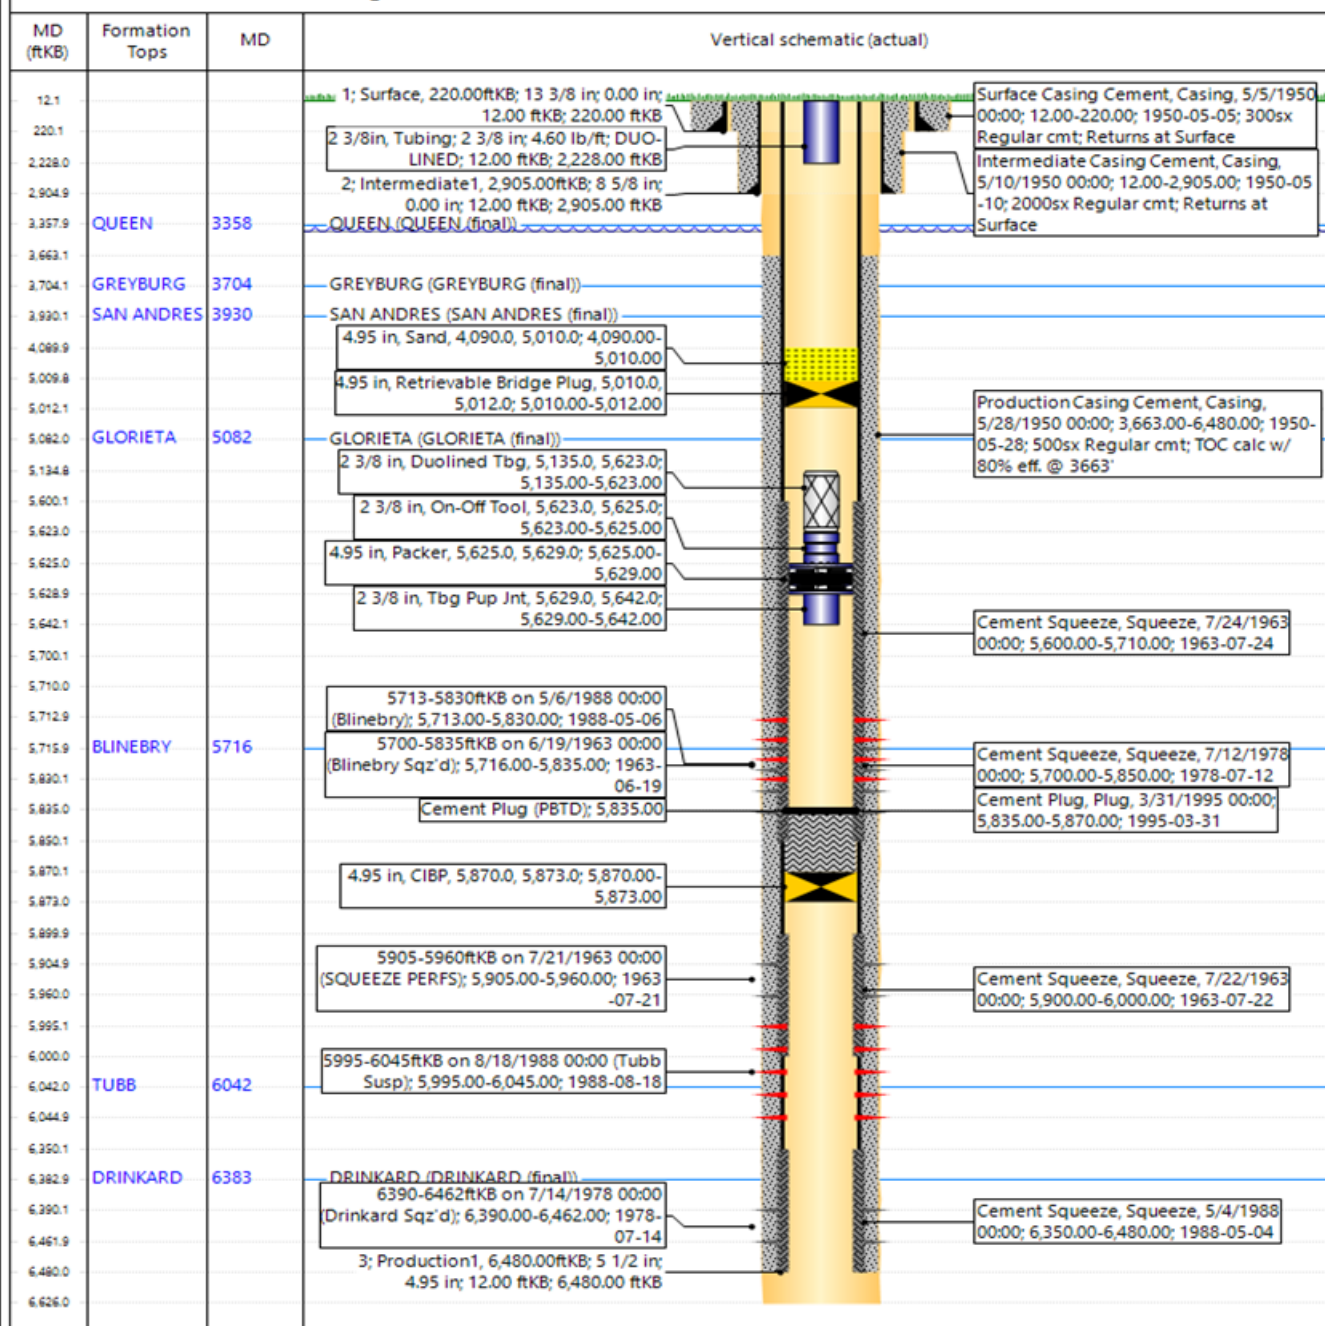 MD
(ftKB)
Formation
Tops
MD
Vertical schematic (actual)
12.1
220.1
2,228.0
2,904.9
3,357.9
3,663.1
3,704.1
3,930.1
4,089.9
5,009.8
5,012.1
5,082.0
5,134.8
5,600.1
5,623.0
5,625.0
5,628.9
5,642.1
5,700.1
5,710.0
5,712.9
5,715.9
5,830.1
5,835.0
5,850.1
5,870.1
5,873.0
5,899.9
5,904.9
5,960.0
5,995.1
6,000.0
6,042.0
6,044.9
6,350.1
6,382.9
6,390.1
6,461.9
6,480.0
6,626.0
QUEEN 3358
GREYBURG 3704
SAN ANDRES 3930
GLORIETA 5082
BLINEBRY 5716
TUBB 6042
DRINKARD 6383
1; Surface, 220.00ftKB; 13 3/8 in; 0.00 in;
12.00 ftKB; 220.00 ftKB
2 3/8in, Tubing; 2 3/8 in; 4.60 lb/ft; DUO-
LINED; 12.00 ftKB; 2,228.00 ftKB
2; Intermediate1, 2,905.00ftKB; 8 5/8 in;
0.00 in; 12.00 ftKB; 2,905.00 ftKB
QUEEN (QUEEN (final))
GREYBURG (GREYBURG (final))
SAN ANDRES (SAN ANDRES (final))
4.95 in, Sand, 4,090.0, 5,010.0; 4,090.00-
5,010.00
4.95 in, Retrievable Bridge Plug, 5,010.0,
5,012.0; 5,010.00-5,012.00
GLORIETA (GLORIETA (final))
2 3/8 in, Duolined Tbg, 5,135.0, 5,623.0;
5,135.00-5,623.00
2 3/8 in, On-Off Tool, 5,623.0, 5,625.0;
5,623.00-5,625.00
4.95 in, Packer, 5,625.0, 5,629.0; 5,625.00-
5,629.00
2 3/8 in, Tbg Pup Jnt, 5,629.0, 5,642.0;
5,629.00-5,642.00
5713-5830ftKB on 5/6/1988 00:00
(Blinebry); 5,713.00-5,830.00; 1988-05-06
5700-5835ftKB on 6/19/1963 00:00
(Blinebry Sqz'd); 5,716.00-5,835.00; 1963-
06-19
Cement Plug (PBTD); 5,835.00
4.95 in, CIBP, 5,870.0, 5,873.0; 5,870.00-
5,873.00
5905-5960ftKB on 7/21/1963 00:00
(SQUEEZE PERFS); 5,905.00-5,960.00; 1963
-07-21
5995-6045ftKB on 8/18/1988 00:00 (Tubb
Susp); 5,995.00-6,045.00; 1988-08-18
DRINKARD (DRINKARD (final))
6390-6462ftKB on 7/14/1978 00:00
(Drinkard Sqz'd); 6,390.00-6,462.00; 1978-
07-14
3; Production1, 6,480.00ftKB; 5 1/2 in;
4.95 in; 12.00 ftKB; 6,480.00 ftKB
Surface Casing Cement, Casing, 5/5/1950
00:00; 12.00-220.00; 1950-05-05; 300sx
Regular cmt; Returns at Surface
Intermediate Casing Cement, Casing,
5/10/1950 00:00; 12.00-2,905.00; 1950-05
-10; 2000sx Regular cmt; Returns at
Surface
Production Casing Cement, Casing,
5/28/1950 00:00; 3,663.00-6,480.00; 1950-
05-28; 500sx Regular cmt; TOC calc w/
80% eff. @ 3663'
Cement Squeeze, Squeeze, 7/24/1963
00:00; 5,600.00-5,710.00; 1963-07-24
Cement Squeeze, Squeeze, 7/12/1978
00:00; 5,700.00-5,850.00; 1978-07-12
Cement Plug, Plug, 3/31/1995 00:00;
5,835.00-5,870.00; 1995-03-31
Cement Squeeze, Squeeze, 7/22/1963
00:00; 5,900.00-6,000.00; 1963-07-22
Cement Squeeze, Squeeze, 5/4/1988
00:00; 6,350.00-6,480.00; 1988-05-04